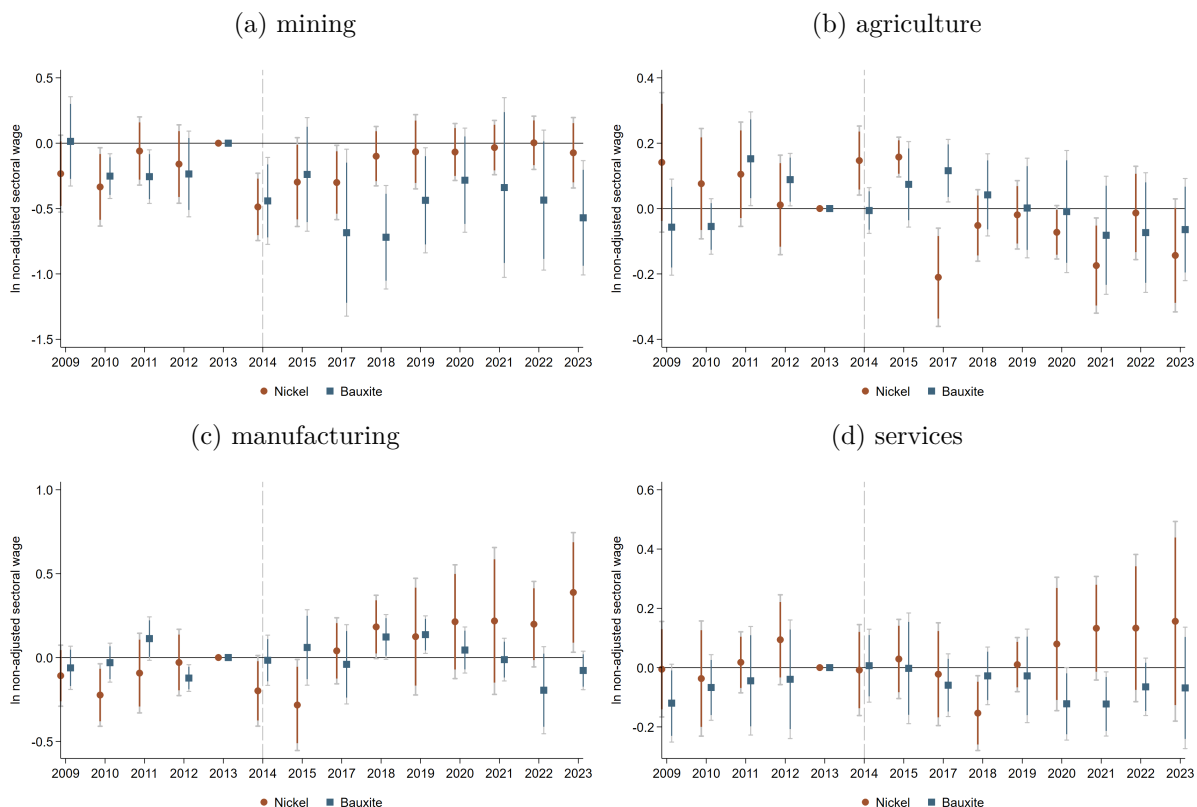 (a) mining
(b) agriculture
ln non-adjusted sectoral wage
0.5
0.0
-0.5
-1.0
-1.5
2009 2010 2011 2012 2013 2014 2015 2017 2018 2019 2020 2021 2022 2023
Nickel Bauxite
ln non-adjusted sectoral wage
0.4
0.2
0.0
-0.2
-0.4
2009 2010 2011 2012 2013 2014 2015 2017 2018 2019 2020 2021 2022 2023
Nickel Bauxite
(c) manufacturing
(d) services
ln non-adjusted sectoral wage
1.0
0.5
0.0
-0.5
2009 2010 2011 2012 2013 2014 2015 2017 2018 2019 2020 2021 2022 2023
Nickel Bauxite
ln non-adjusted sectoral wage
0.6
0.4
0.2
0.0
-0.2
2009 2010 2011 2012 2013 2014 2015 2017 2018 2019 2020 2021 2022 2023
Nickel Bauxite